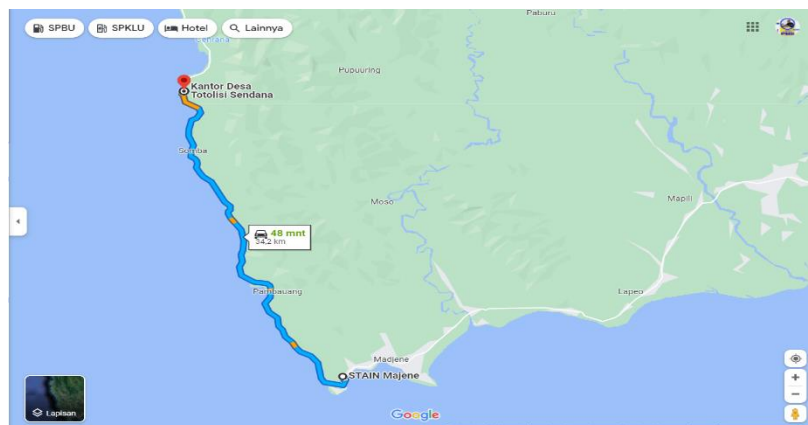 SPBU
SPKLU
Hotel
Lainnya
Paburu
Pupuuring
Kantor Desa
Totolisi Sendana
Somba
Moso
Mapili
48 mnt
34,2 km
Pambauang
Lapeo
Madjene
STAIN Majene
Lapisan
Google